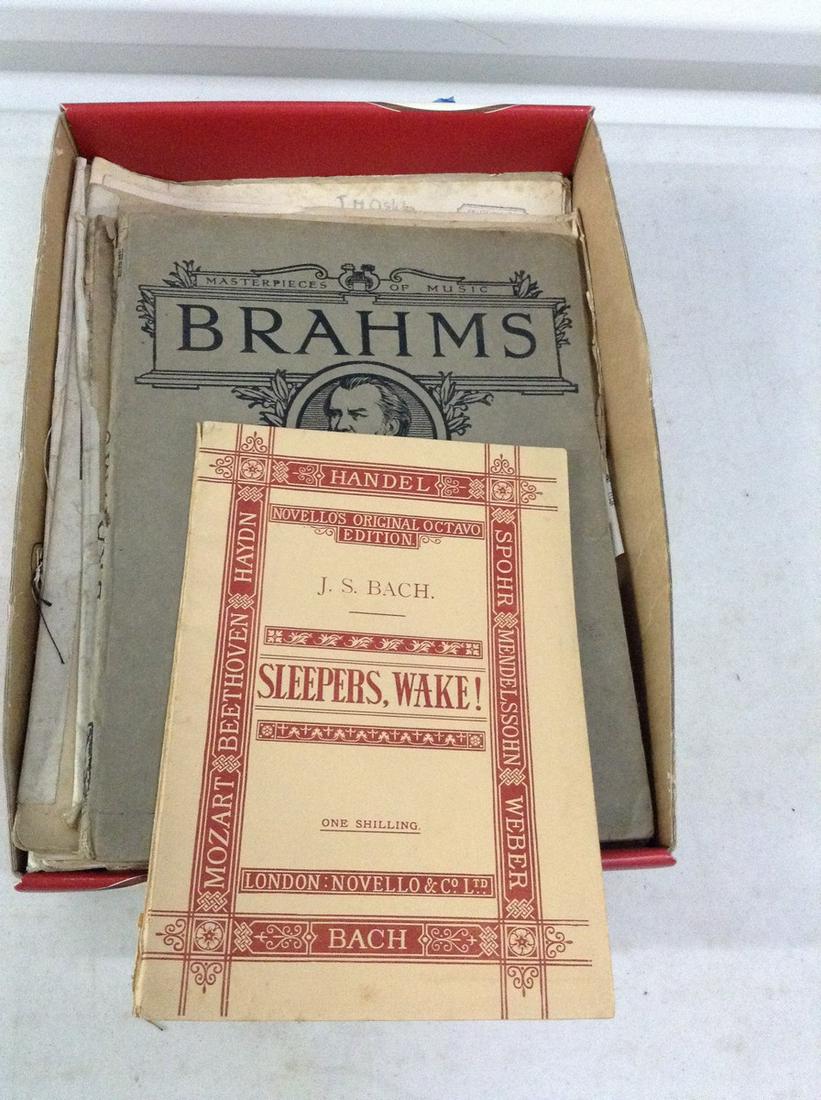 MASTERPIECES OF MUSIC
BRAHMS
HANDEL
NOVELLO'S ORIGINAL OCTAVO
EDITION.
J. S. BACH.
SLEEPERS, WAKE!
ONE SHILLING.
LONDON: NOVELLO & CO LTD
BACH
MOZART BEETHOVEN HAYDN
SPOHR MENDELSSOHN WEBER